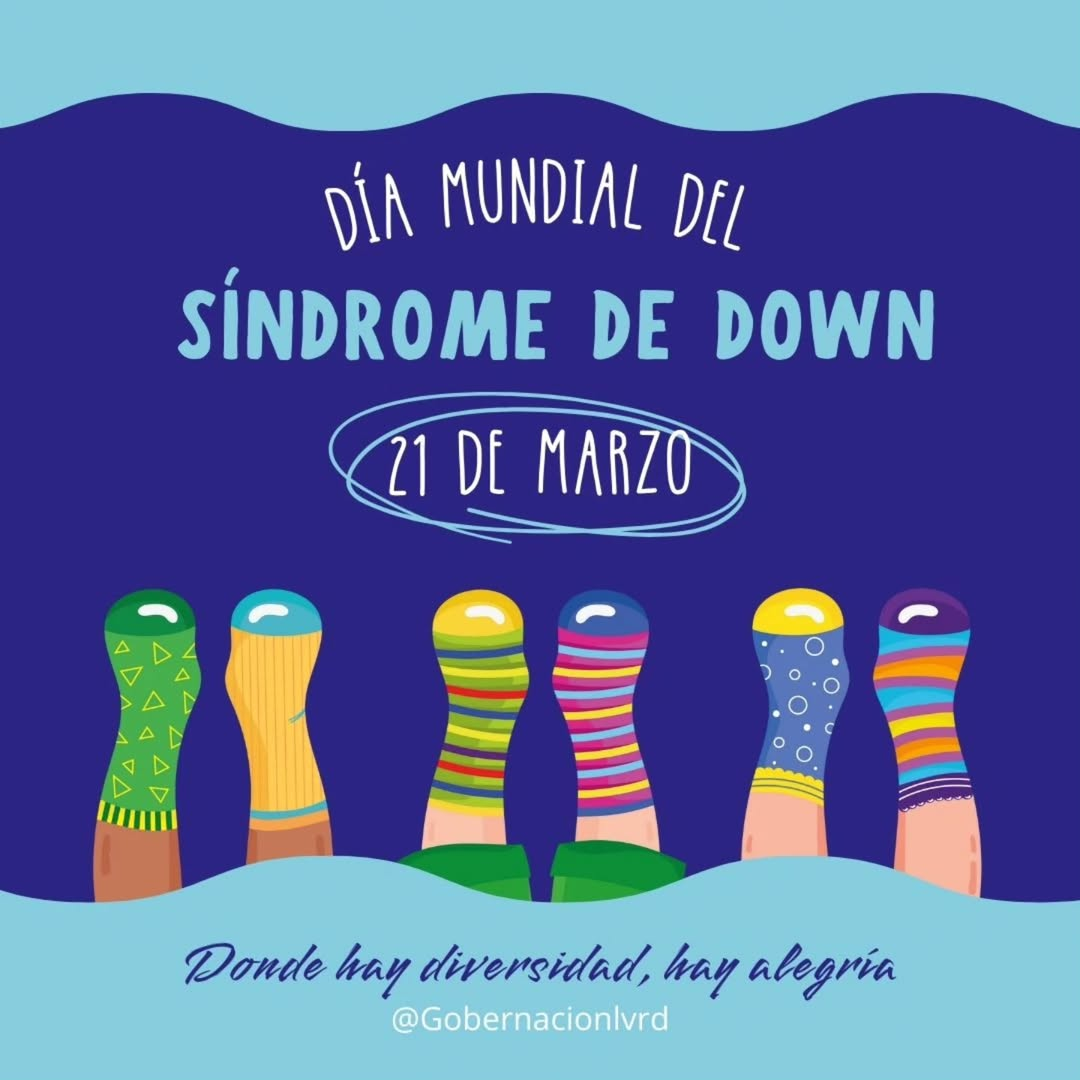 DÍA MUNDIAL DEL
SÍNDROME DE DOWN
21 DE MARZO
Donde hay diversidad, hay alegría
@Gobernacionlvrd